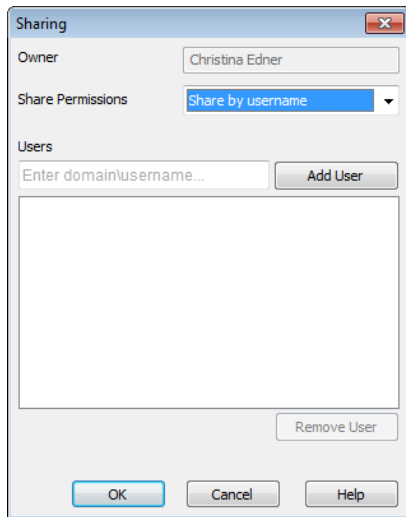 Sharing
Owner
Christina Edner
Share Permissions
Share by username
Users
Enter domain\username...
Add User
Remove User
OK
Cancel
Help